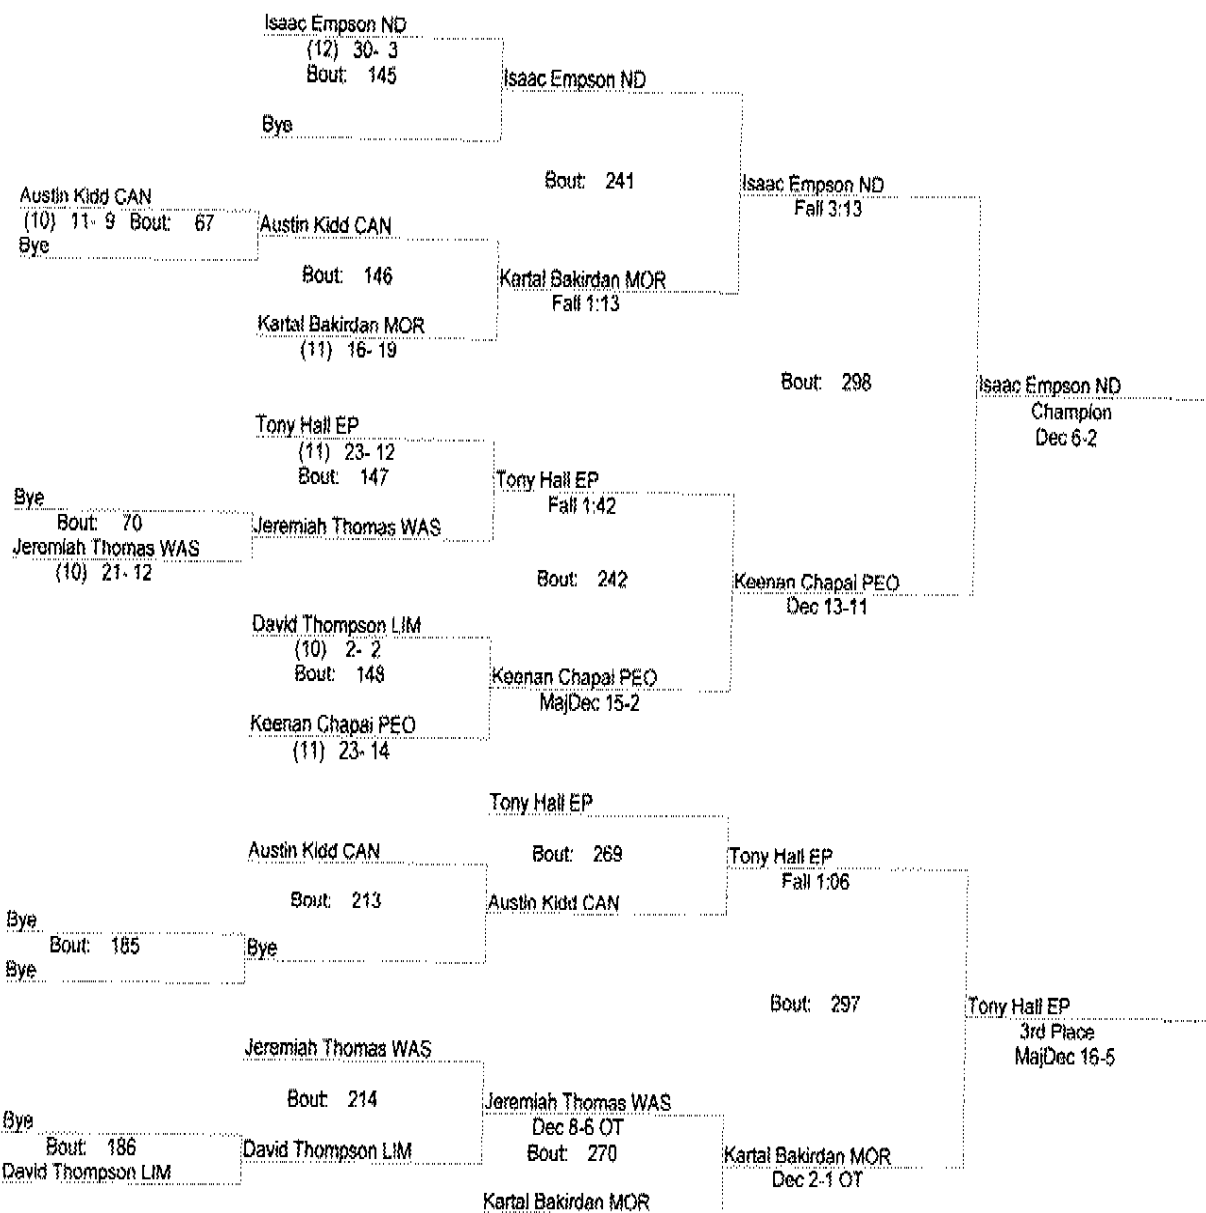 Isaac Empson ND
(12) 30- 3
Bout: 145
Isaac Empson ND
Bye
Bout: 241
Isaac Empson ND
Fall 3:13
Austin Kidd CAN
(10) 11- 9 Bout: 67
Bye
Austin Kidd CAN
Bout: 146
Kartal Bakirdan MOR
Fall 1:13
Kartal Bakirdan MOR
(11) 16- 19
Bout: 298
Isaac Empson ND
Champion
Dec 6-2
Tony Hall EP
(11) 23- 12
Bout: 147
Tony Hall EP
Fall 1:42
Bye
Bout: 70
Jeremiah Thomas WAS
(10) 21- 12
Jeremiah Thomas WAS
Bout: 242
Keenan Chapai PEO
Dec 13-11
David Thompson LIM
(10) 2- 2
Bout: 148
Keenan Chapai PEO
MajDec 15-2
Keenan Chapai PEO
(11) 23- 14
Tony Hall EP
Austin Kidd CAN
Bout: 269
Tony Hall EP
Fall 1:06
Bout: 213
Austin Kidd CAN
Bye
Bout: 185
Bye
Bye
Bout: 297
Tony Hall EP
3rd Place
MajDec 16-5
Jeremiah Thomas WAS
Bout: 214
Jeremiah Thomas WAS
Dec 8-6 OT
Bout: 270
Bye
Bout: 186
David Thompson LIM
David Thompson LIM
Kartal Bakirdan MOR
Dec 2-1 OT
Kartal Bakirdan MOR